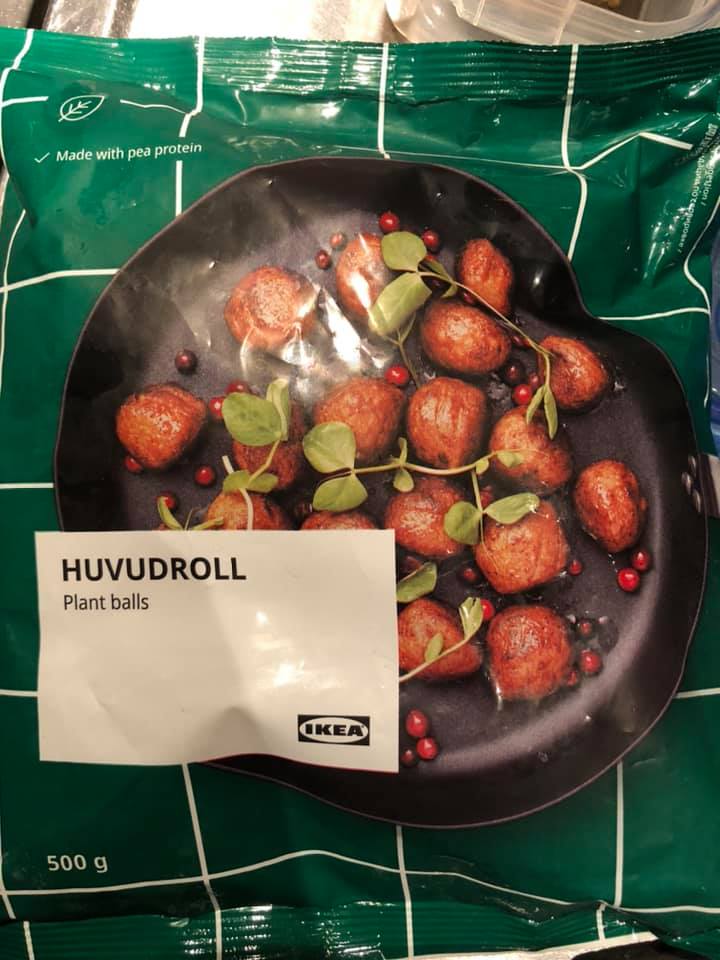 ✓ Made with pea protein
HUVUDROLL
Plant balls
IKEA
500 g